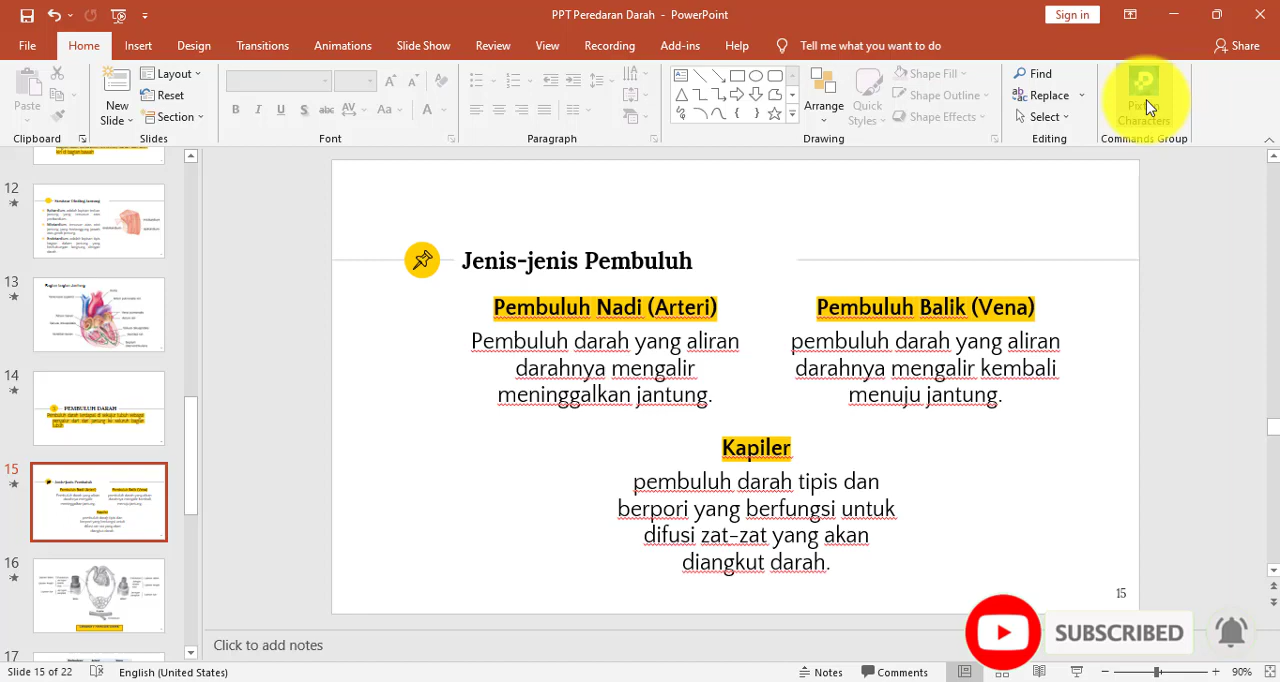 PPT Peredaran Darah - PowerPoint
Sign in
File Home Insert Design Transitions Animations Slide Show Review View Recording Add-ins Help Tell me what you want to do Share
Paste
Clipboard
New
Slide
Layout
Reset
Section
Slides
Font
Paragraph
Arrange
Quick
Styles
Shape Fill
Shape Outline
Shape Effects
Drawing
Find
Replace
Select
Editing
Characters
Commands Group
12
13
14
PEMBULUH DARAH
15
16
17
Jenis-jenis Pembuluh
Pembuluh Nadi (Arteri)
Pembuluh darah yang aliran
darahnya mengalir
meninggalkan jantung.
Pembuluh Balik (Vena)
pembuluh darah yang aliran
darahnya mengalir kembali
menuju jantung.
Kapiler
pembuluh darah tipis dan
berpori yang berfungsi untuk
difusi zat-zat yang akan
diangkut darah.
15
SUBSCRIBED
Click to add notes
Slide 15 of 22 English (United States) Notes Comments 90%